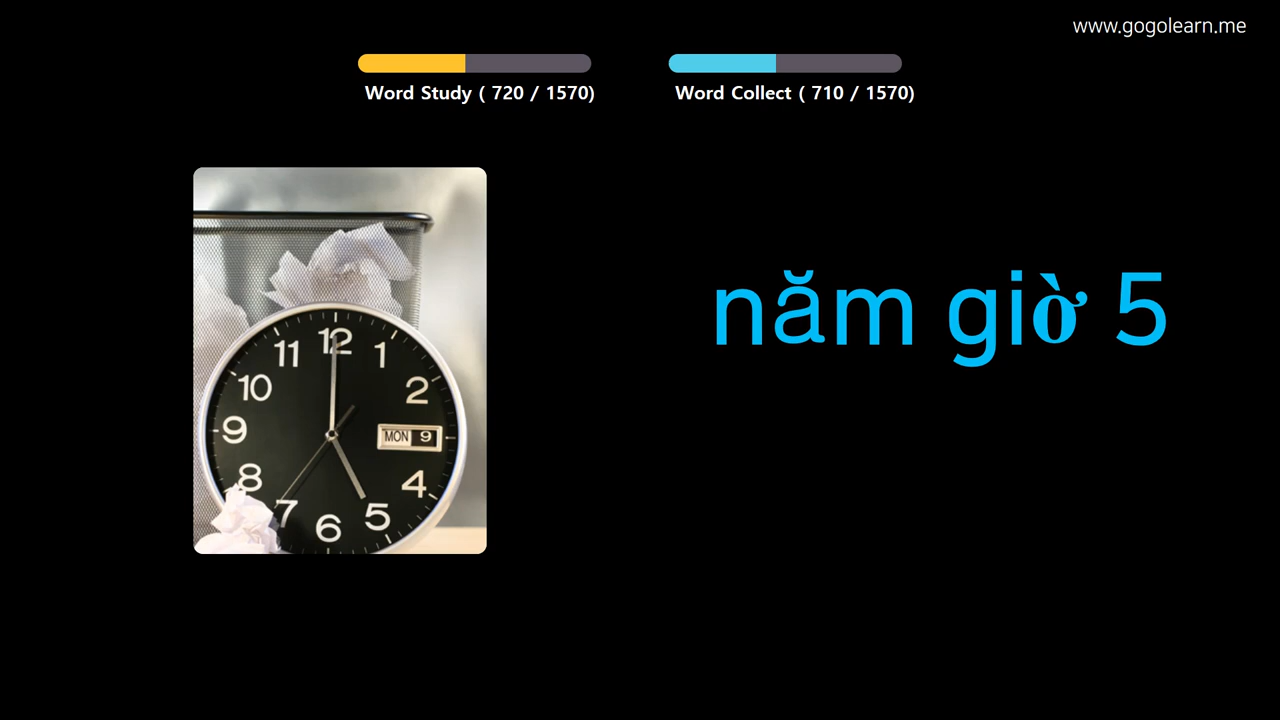 www.gogolearn.me
Word Study ( 720 / 1570)
Word Collect ( 710 / 1570)
năm giờ 5
12
11
1
10
2
9
MON 9
8
4
7
5
6